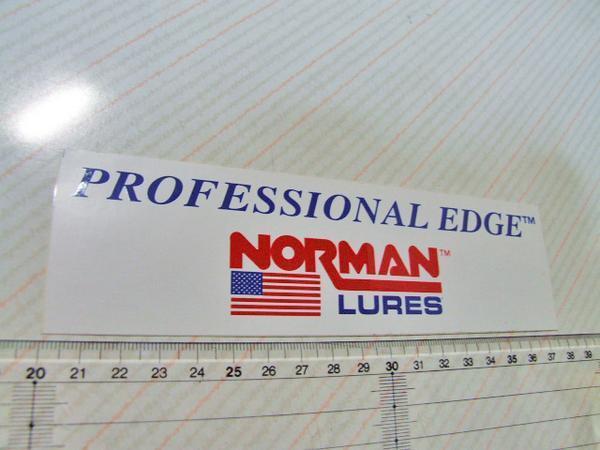 PROFESSIONAL EDGE™
NORMAN™
LURES
20 21 22 23 24 25 26 27 28 29 30 31 32 33 34 35 36 37 38 39